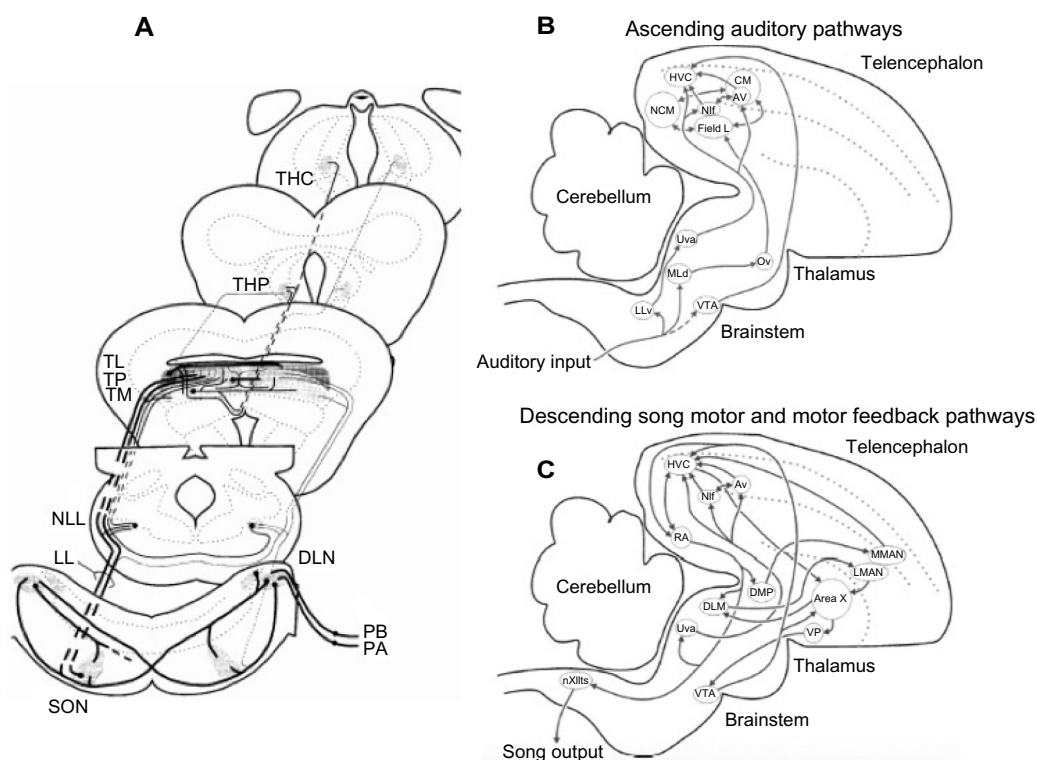 A
THC
THP
TL
TP
TM
NLL
LL
DLN
PB
PA
SON
B
Ascending auditory pathways
Telencephalon
HVC
CM
AV
NCM
NIf
Field L
Cerebellum
Uva
Ov
MLd
Thalamus
LLv
VTA
Brainstem
Auditory input
Descending song motor and motor feedback pathways
C
Telencephalon
HVC
NIf
Av
RA
MMAN
LMAN
Cerebellum
DMP
Area X
DLM
Uva
VP
Thalamus
nXIIts
VTA
Brainstem
Song output